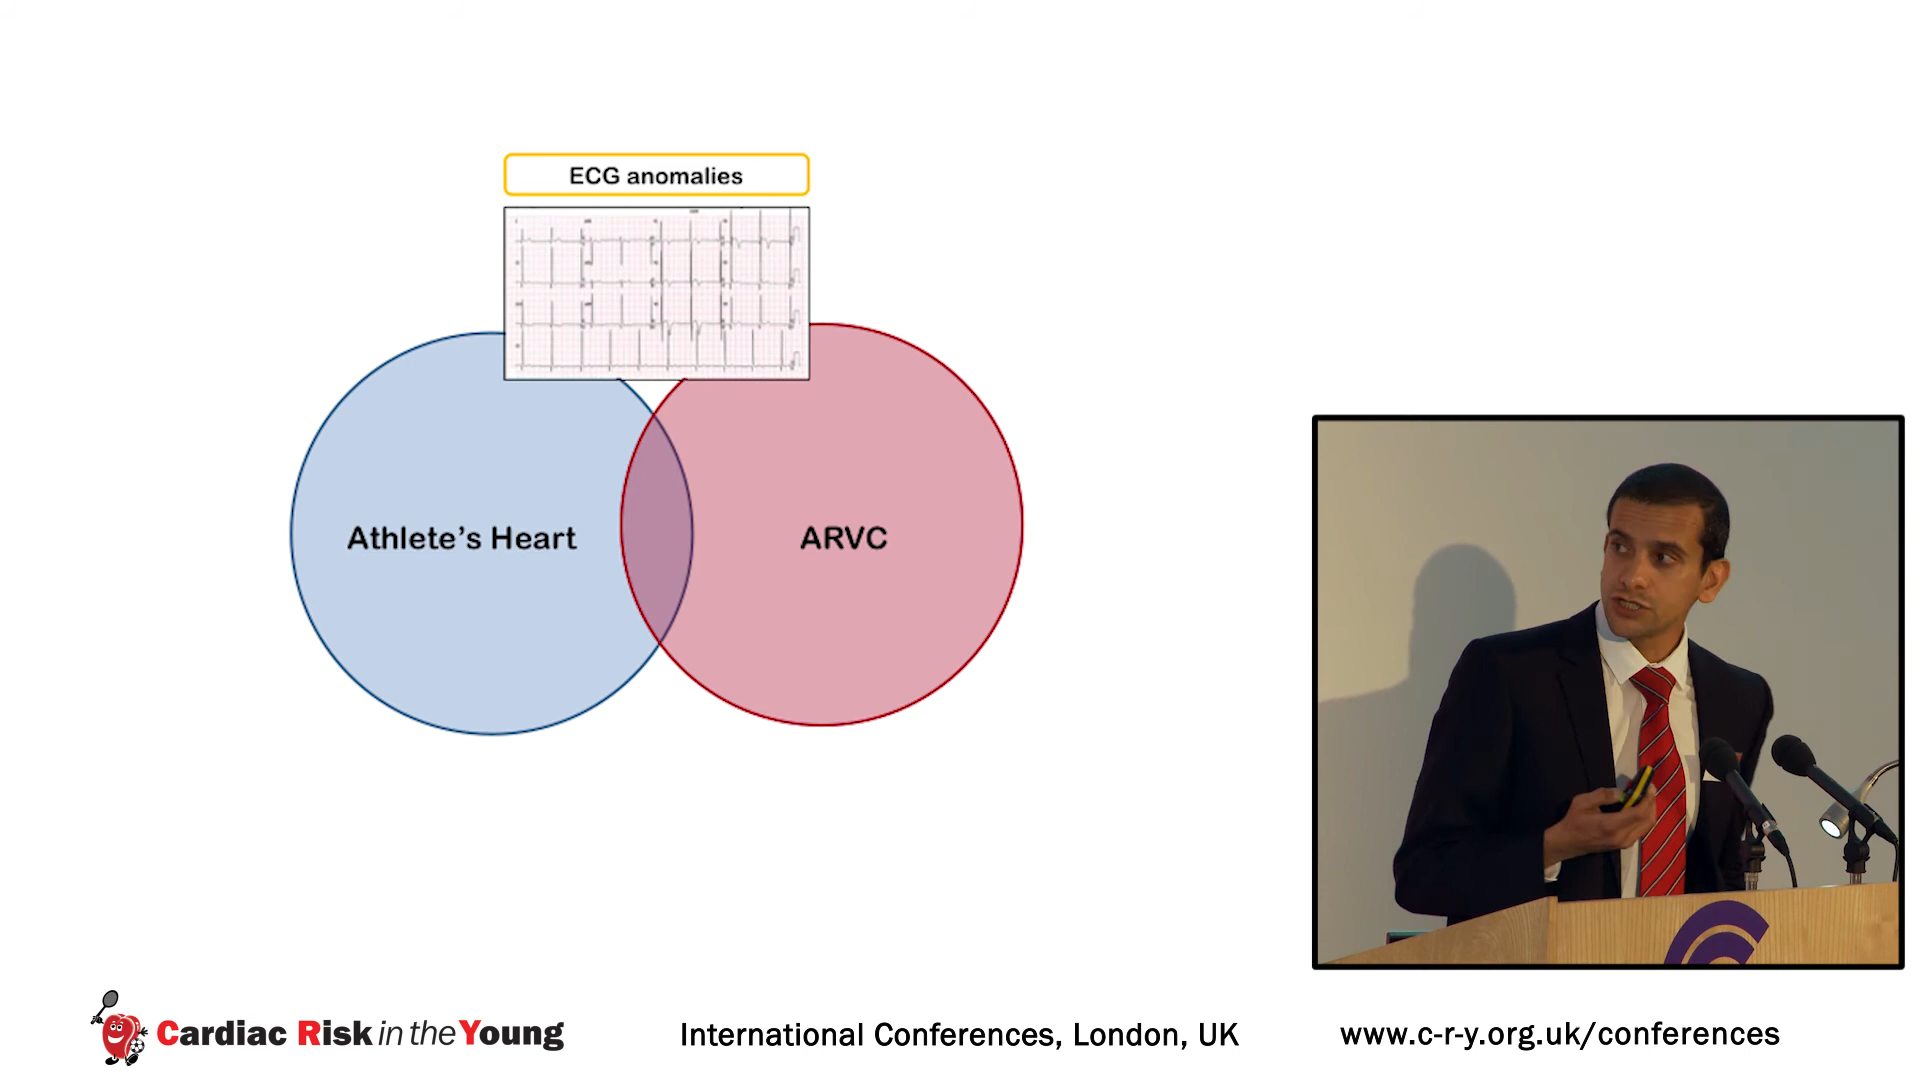 ECG anomalies
Athlete's Heart
ARVC
Cardiac Risk in the Young
International Conferences, London, UK
www.c-r-y.org.uk/conferences